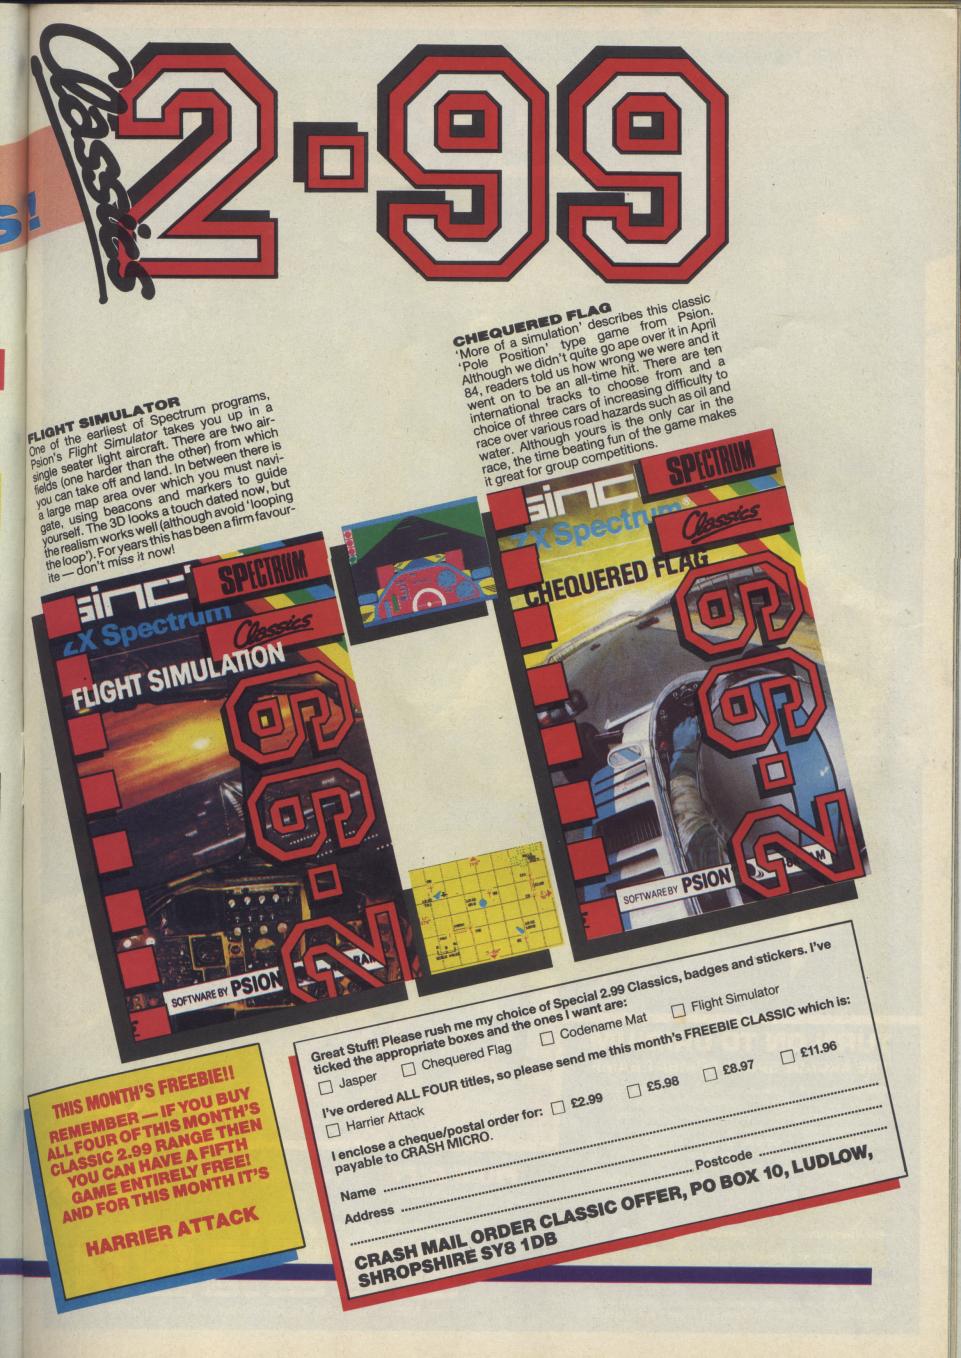 Classics
2·99
s!
CHEQUERED FLAG
'More of a simulation' describes this classic
'Pole Position' type game from Psion.
Although we didn't quite go ape over it in April
84, readers told us how wrong we were and it
went on to be an all-time hit. There are ten
international tracks to choose from and a
choice of three cars of increasing difficulty to
race over various road hazards such as oil and
water. Although yours is the only car in the
race, the time beating fun of the game makes
it great for group competitions.
FLIGHT SIMULATOR
One of the earliest of Spectrum programs,
Psion's Flight Simulator takes you up in a
single seater light aircraft. There are two air-
fields (one harder than the other) from which
you can take off and land. In between there is
a large map area over which you must navi-
gate, using beacons and markers to guide
yourself. The 3D looks a touch dated now, but
the realism works well (although avoid 'looping
the loop'). For years this has been a firm favour-
ite — don't miss it now!
sinc
ZX Spectrum
SPECTRUM
Classics
CHEQUERED FLAG
2.99
SOFTWARE BY PSION
sinc
ZX Spectrum
SPECTRUM
Classics
FLIGHT SIMULATION
2.99
SOFTWARE BY PSION
THIS MONTH'S FREEBIE!!
REMEMBER — IF YOU BUY
ALL FOUR OF THIS MONTH'S
CLASSIC 2.99 RANGE THEN
YOU CAN HAVE A FIFTH
GAME ENTIRELY FREE!
AND FOR THIS MONTH IT'S
HARRIER ATTACK
Great Stuff! Please rush me my choice of Special 2.99 Classics, badges and stickers. I've
ticked the appropriate boxes and the ones I want are:
Jasper Chequered Flag Codename Mat Flight Simulator
I've ordered ALL FOUR titles, so please send me this month's FREEBIE CLASSIC which is:
Harrier Attack
I enclose a cheque/postal order for: £2.99 £5.98 £8.97 £11.96
payable to CRASH MICRO.
Name
Address
Postcode
CRASH MAIL ORDER CLASSIC OFFER, PO BOX 10, LUDLOW,
SHROPSHIRE SY8 1DB